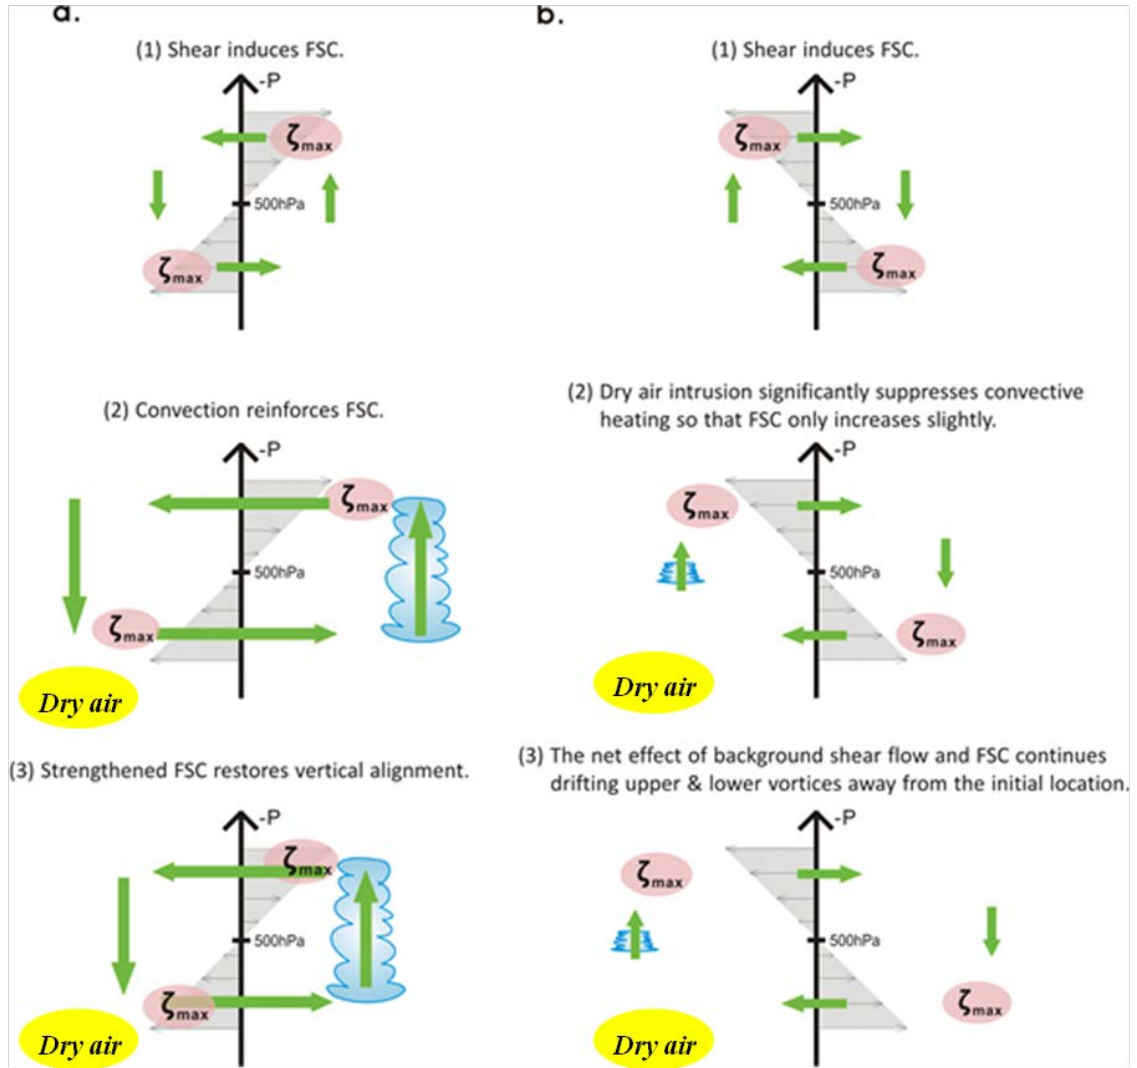 a.
(1) Shear induces FSC.
-P
ζmax
500hPa
ζmax
(2) Convection reinforces FSC.
-P
ζmax
500hPa
ζmax
Dry air
(3) Strengthened FSC restores vertical alignment.
-P
ζmax
500hPa
ζmax
Dry air
b.
(1) Shear induces FSC.
-P
ζmax
500hPa
ζmax
(2) Dry air intrusion significantly suppresses convective
heating so that FSC only increases slightly.
-P
ζmax
500hPa
ζmax
Dry air
(3) The net effect of background shear flow and FSC continues
drifting upper & lower vortices away from the initial location.
-P
ζmax
500hPa
ζmax
Dry air